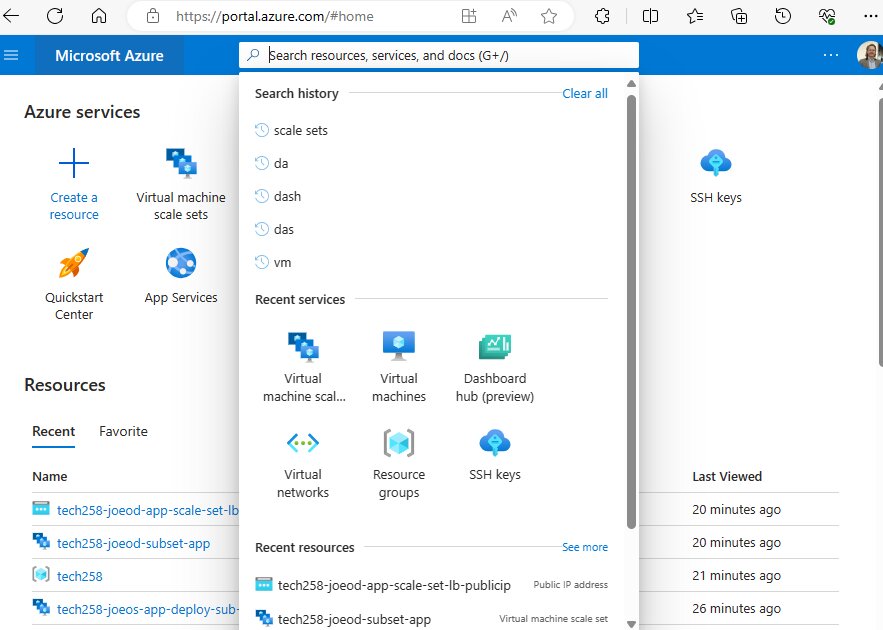 https://portal.azure.com/#home
Microsoft Azure
Search resources, services, and docs (G+/)
Azure services
Create a
resource
Virtual machine
scale sets
SSH keys
Quickstart
Center
App Services
Search history
Clear all
scale sets
da
dash
das
vm
Recent services
Virtual
machine scal...
Virtual
machines
Dashboard
hub (preview)
Virtual
networks
Resource
groups
SSH keys
Recent resources
See more
tech258-joeod-app-scale-set-lb-publicip Public IP address
tech258-joeod-subset-app Virtual machine scale set
Resources
Recent Favorite
Name Last Viewed
tech258-joeod-app-scale-set-lb 20 minutes ago
tech258-joeod-subset-app 20 minutes ago
tech258 21 minutes ago
tech258-joeos-app-deploy-sub- 26 minutes ago